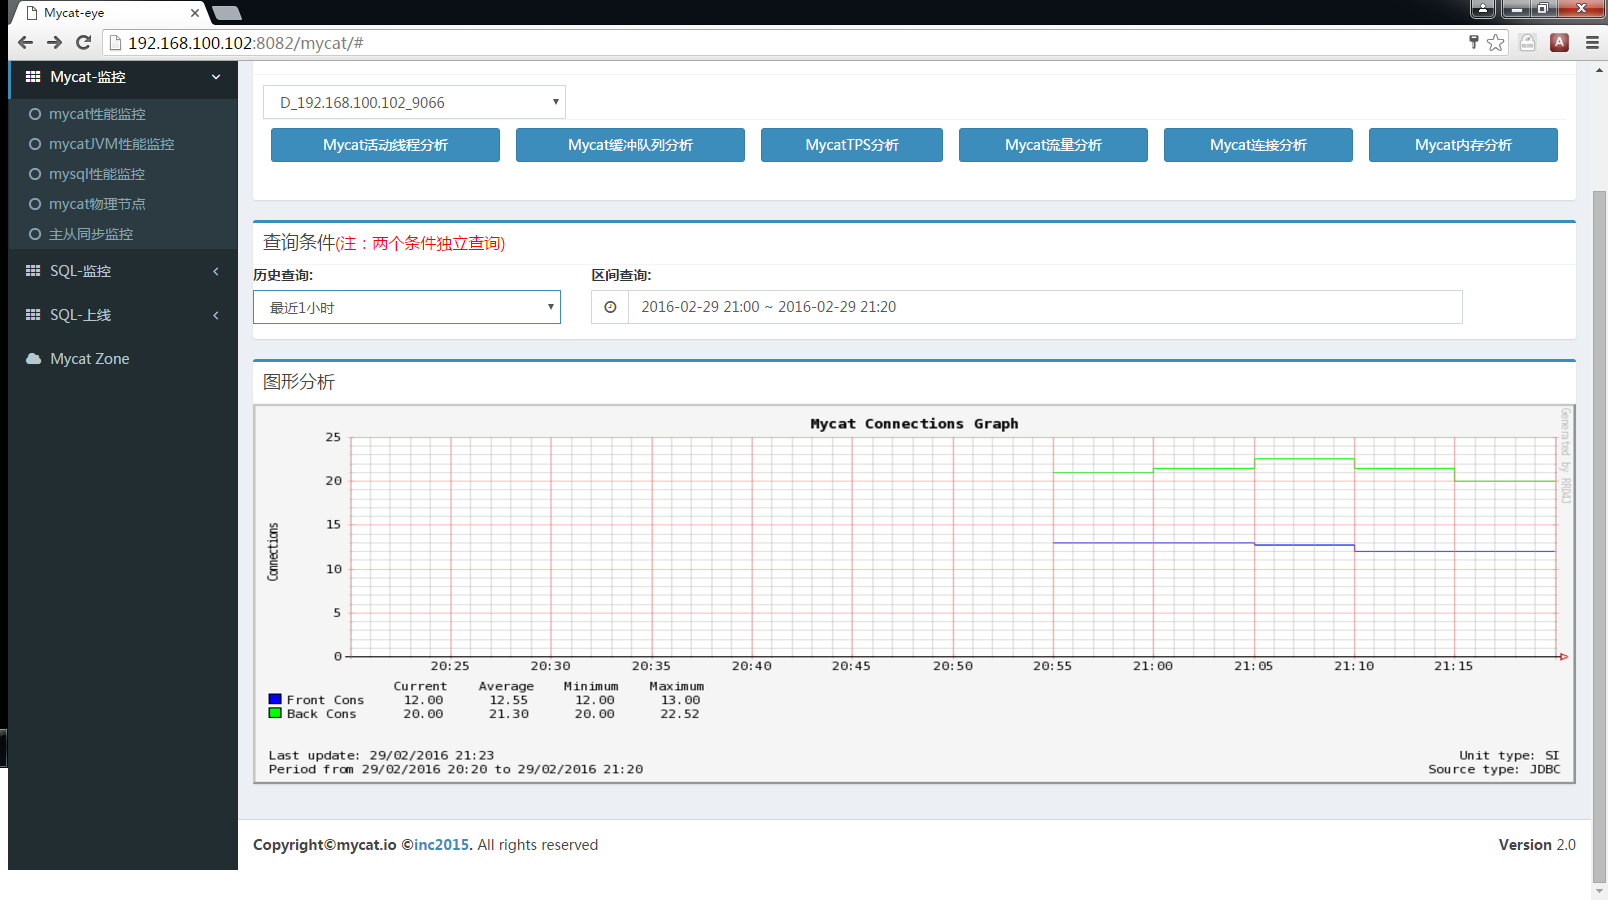 Mycat-eye
192.168.100.102:8082/mycat/#
A
Mycat-监控
mycat性能监控
mycatJVM性能监控
mysql性能监控
mycat物理节点
主从同步监控
SQL-监控
SQL-上线
Mycat Zone
D_192.168.100.102_9066
Mycat活动线程分析 Mycat缓冲队列分析 MycatTPS分析 Mycat流量分析 Mycat连接分析 Mycat内存分析
查询条件(注：两个条件独立查询)
历史查询: 区间查询:
最近1小时 2016-02-29 21:00 ~ 2016-02-29 21:20
图形分析
Mycat Connections Graph
Generated by RRD4J
Connections
25
20
15
10
5
0
20:25 20:30 20:35 20:40 20:45 20:50 20:55 21:00 21:05 21:10 21:15
Current Average Minimum Maximum
Front Cons 12.00 12.55 12.00 13.00
Back Cons 20.00 21.30 20.00 22.52
Last update: 29/02/2016 21:23 Unit type: SI
Period from 29/02/2016 20:20 to 29/02/2016 21:20 Source type: JDBC
Copyright©mycat.io ©inc2015. All rights reserved Version 2.0